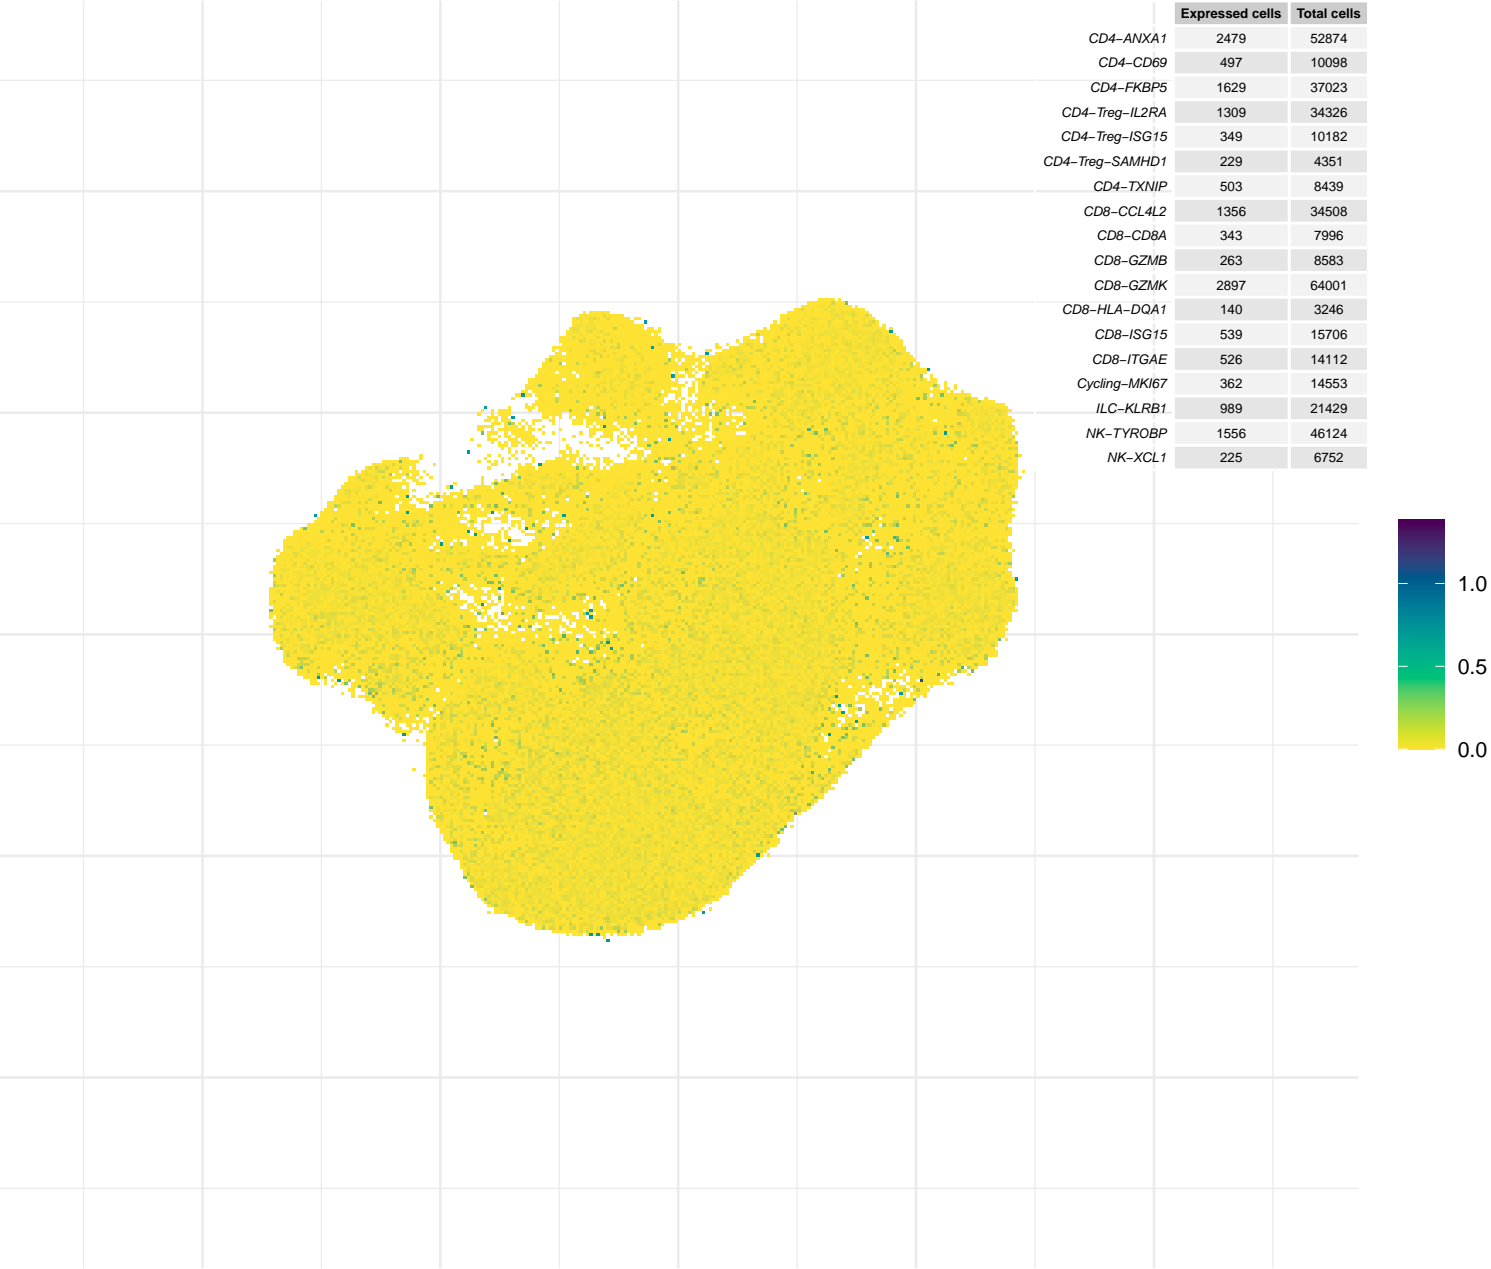 Expressed cells Total cells
CD4−ANXA1 2479 52874
CD4−CD69 497 10098
CD4−FKBP5 1629 37023
CD4−Treg−IL2RA 1309 34326
CD4−Treg−ISG15 349 10182
CD4−Treg−SAMHD1 229 4351
CD4−TXNIP 503 8439
CD8−CCL4L2 1356 34508
CD8−CD8A 343 7996
CD8−GZMB 263 8583
CD8−GZMK 2897 64001
CD8−HLA−DQA1 140 3246
CD8−ISG15 539 15706
CD8−ITGAE 526 14112
Cycling−MKI67 362 14553
ILC−KLRB1 989 21429
NK−TYROBP 1556 46124
NK−XCL1 225 6752
1.0
0.5
0.0